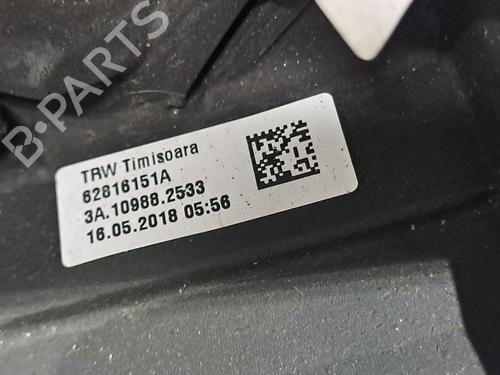 B-PARTS
TRW Timisoara
62816151A
3A.10988.2533
16.05.2018 05:56